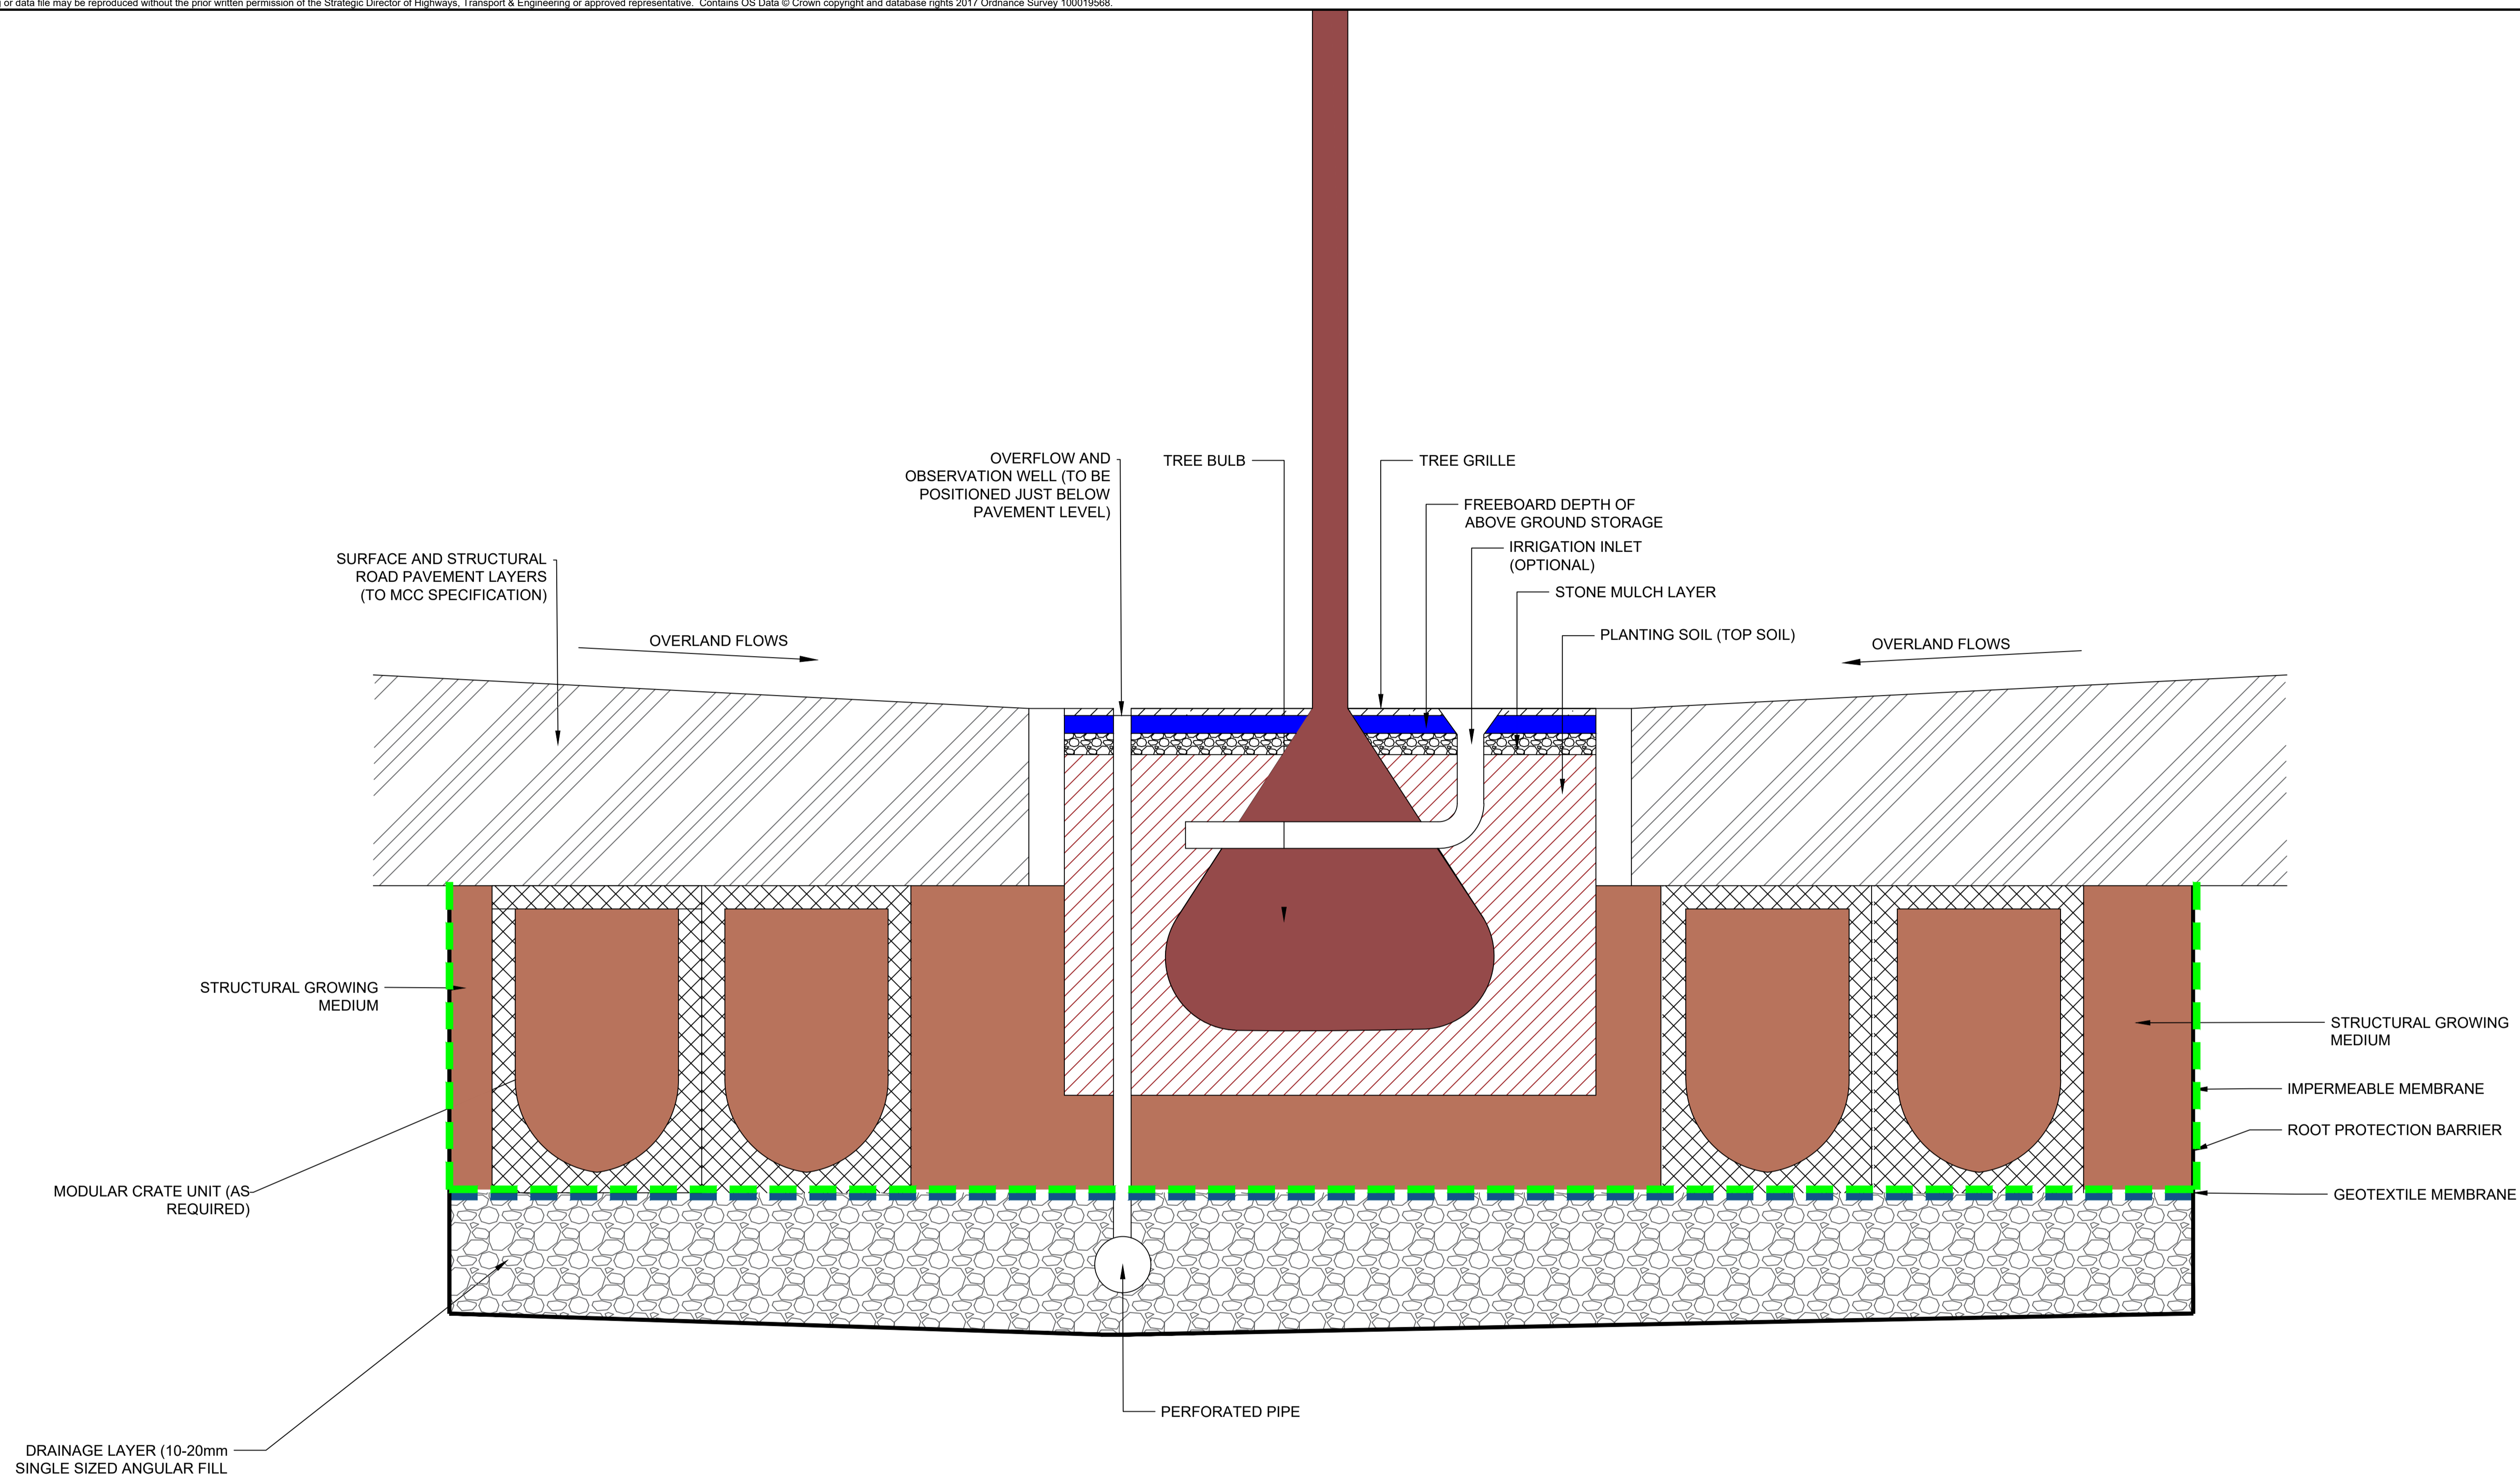 or data file may be reproduced without the prior written permission of the Strategic Director of Highways, Transport & Engineering or approved representative. Contains OS Data © Crown copyright and database rights 2017 Ordnance Survey 100019568.
OVERFLOW AND
OBSERVATION WELL (TO BE
POSITIONED JUST BELOW
PAVEMENT LEVEL)
TREE BULB
TREE GRILLE
FREEBOARD DEPTH OF
ABOVE GROUND STORAGE
IRRIGATION INLET
(OPTIONAL)
STONE MULCH LAYER
PLANTING SOIL (TOP SOIL)
SURFACE AND STRUCTURAL
ROAD PAVEMENT LAYERS
(TO MCC SPECIFICATION)
OVERLAND FLOWS
OVERLAND FLOWS
STRUCTURAL GROWING
MEDIUM
STRUCTURAL GROWING
MEDIUM
IMPERMEABLE MEMBRANE
ROOT PROTECTION BARRIER
MODULAR CRATE UNIT (AS
REQUIRED)
GEOTEXTILE MEMBRANE
PERFORATED PIPE
DRAINAGE LAYER (10-20mm
SINGLE SIZED ANGULAR FILL